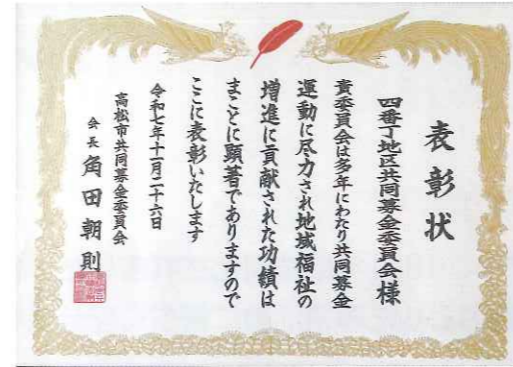 表彰状
四番丁地区共同募金委員会様
貴委員会は多年にわたり共同募金
運動に尽力され地域福祉の
増進に貢献された功績は
まことに顕著でありますので
ここに表彰いたします
令和七年十一月二十六日
高松市共同募金委員会
会長 角田朝則